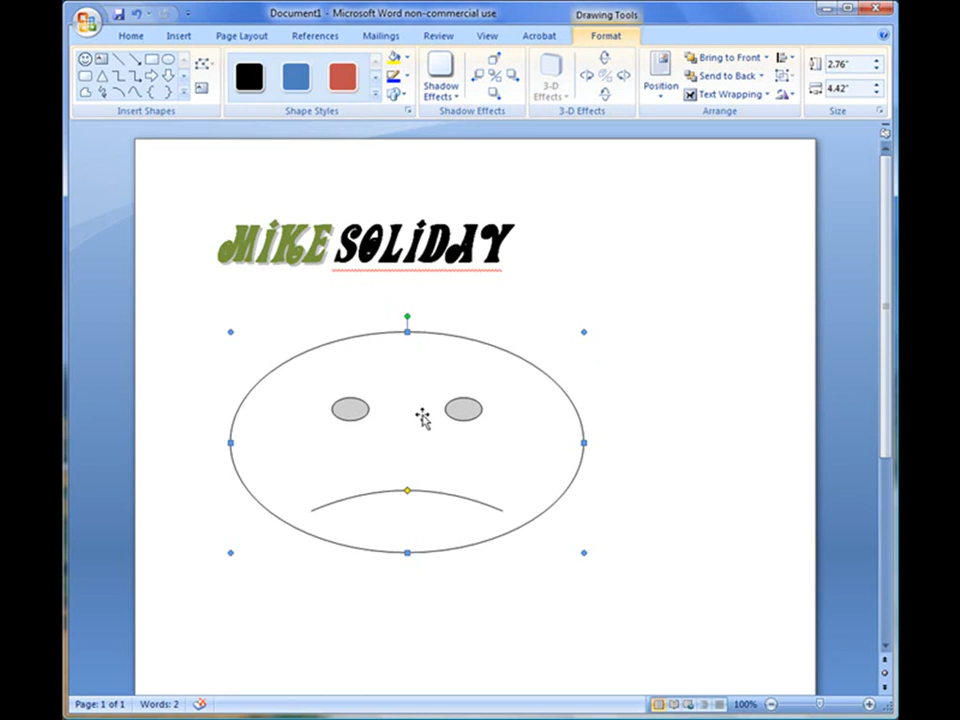 Document1 - Microsoft Word non-commercial use
Drawing Tools
Home Insert Page Layout References Mailings Review View Acrobat Format
Shadow Effects
3-D Effects
Position
Bring to Front
Send to Back
Text Wrapping
2.76"
4.42"
Insert Shapes Shape Styles Shadow Effects 3-D Effects Arrange Size
MiKE SOLiDAY
Page: 1 of 1 Words: 2 100%